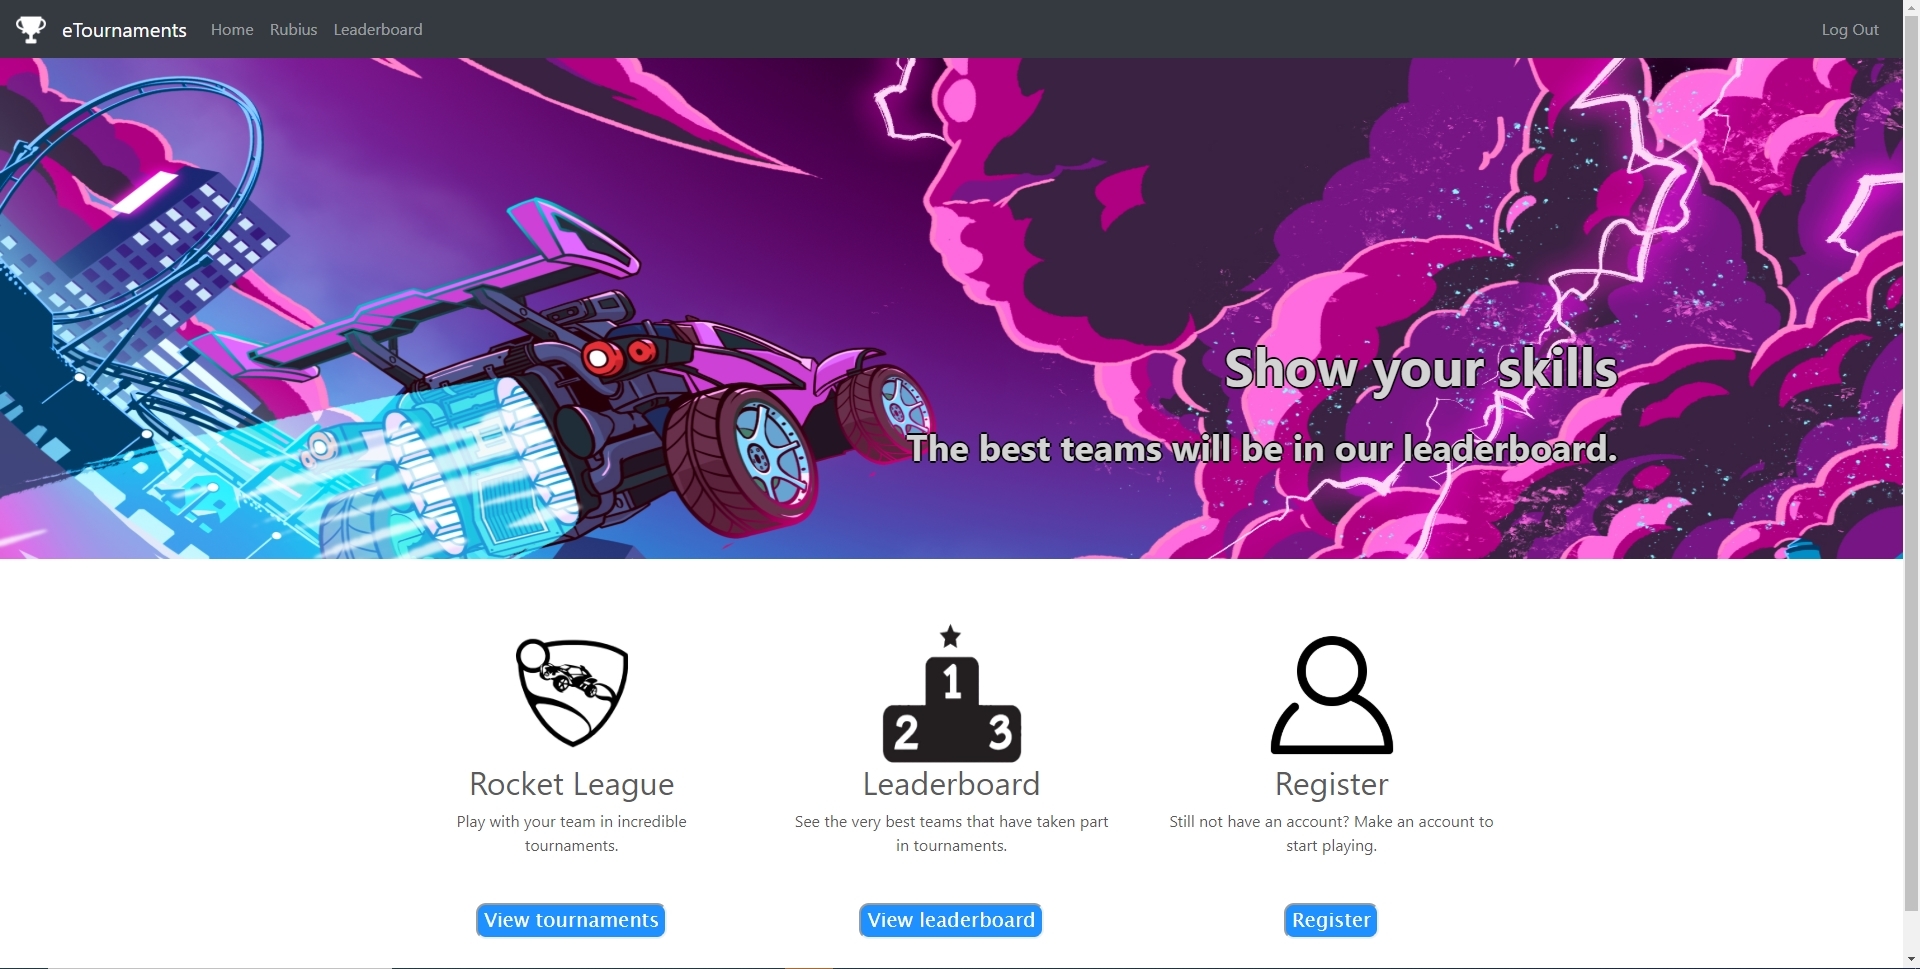 eTournaments Home Rubius Leaderboard Log Out
Show your skills
The best teams will be in our leaderboard.
1
2 3
Rocket League
Play with your team in incredible
tournaments.
View tournaments
Leaderboard
See the very best teams that have taken part
in tournaments.
View leaderboard
Register
Still not have an account? Make an account to
start playing.
Register